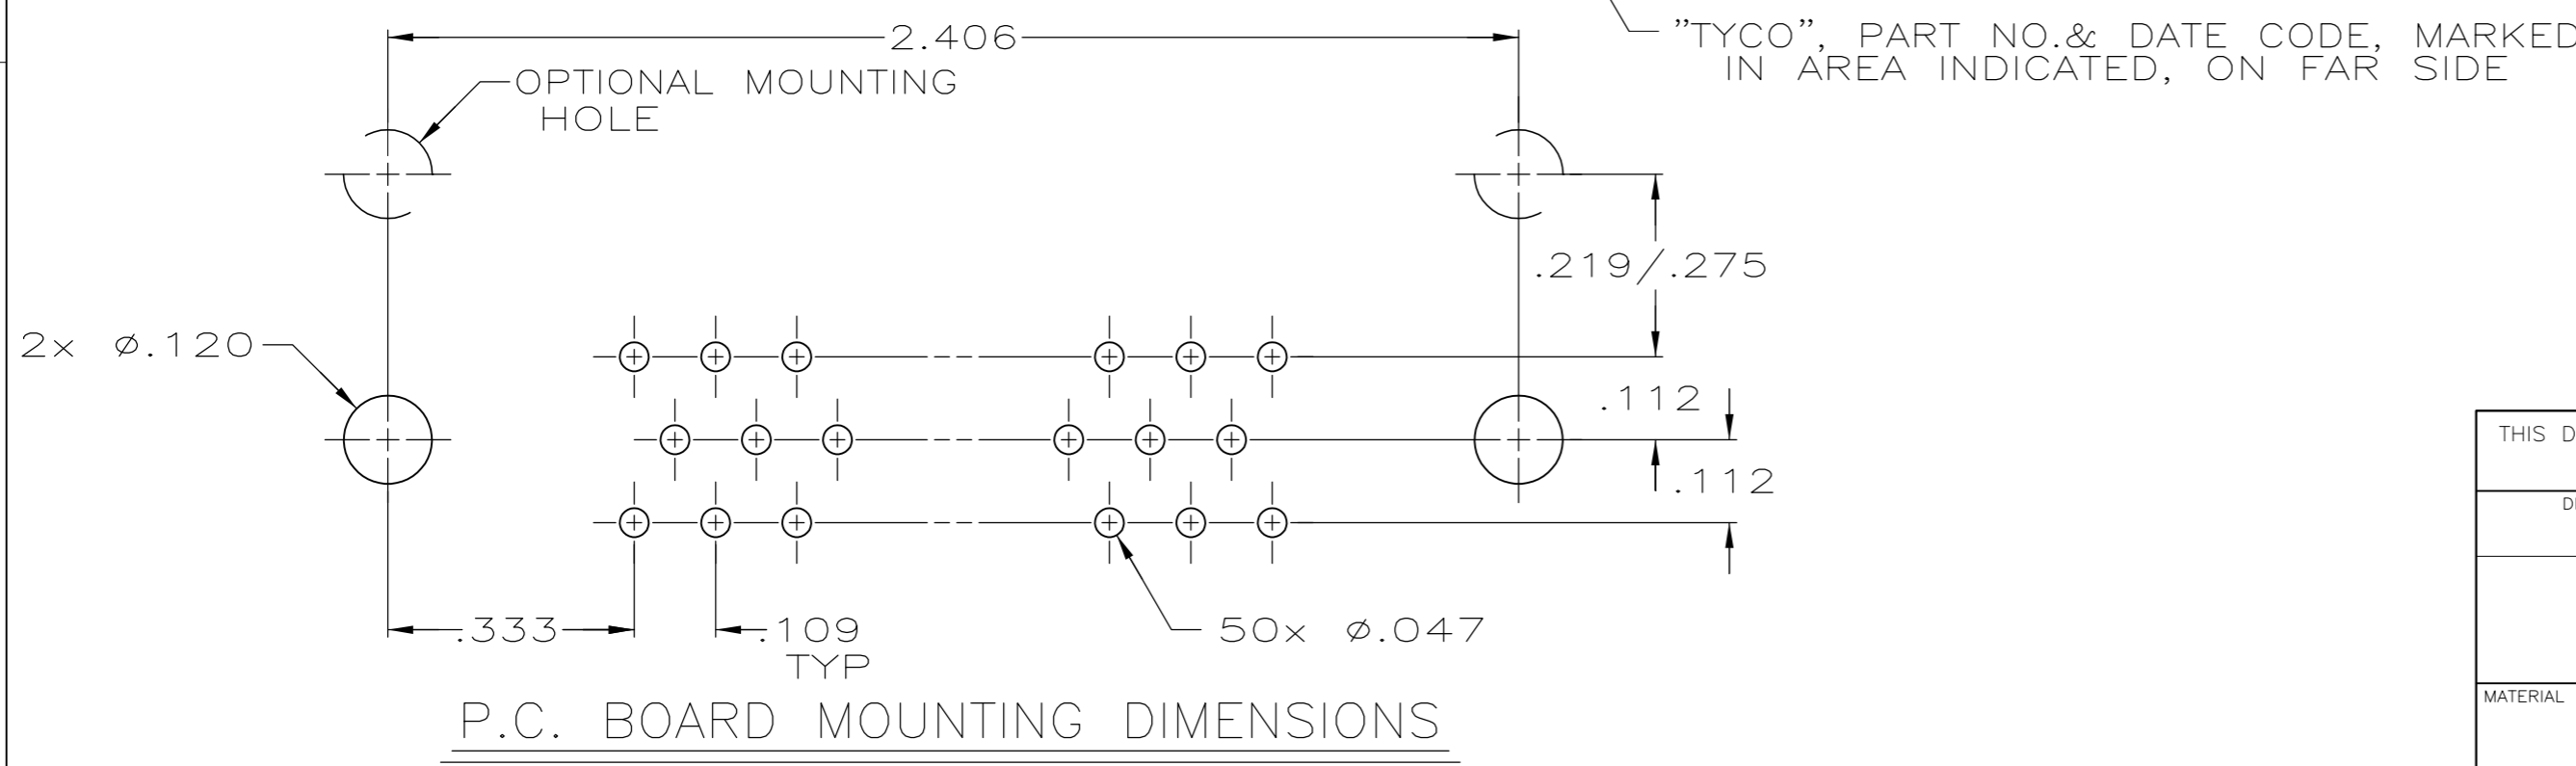 2.406
"TYCO", PART NO.& DATE CODE, MARKED
IN AREA INDICATED, ON FAR SIDE
OPTIONAL MOUNTING
HOLE
.219/.275
2x ø.120
.112
.112
THIS D
D
.333
.109
TYP
50x ø.047
P.C. BOARD MOUNTING DIMENSIONS
MATERIAL